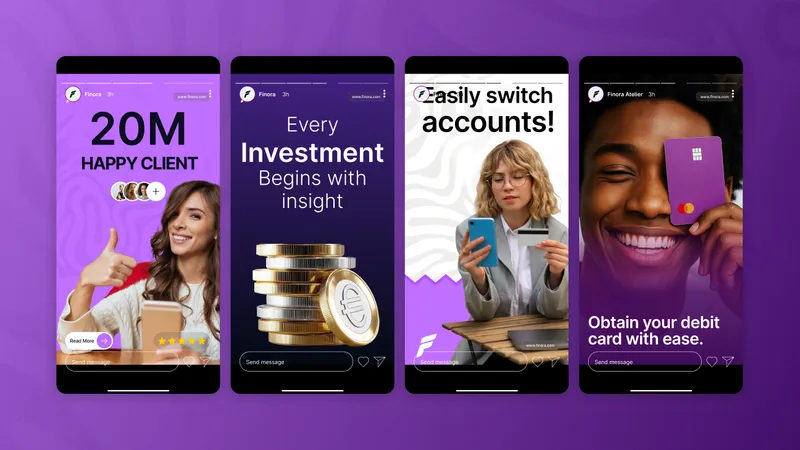 Finora 3h
www.finora.com
20M
HAPPY CLIENT
Read More
Send message
Finora 3h
www.finora.com
Every
Investment
Begins with
insight
Send message
Easily switch
accounts!
www.finora.com
Send message
Finora Atelier 3h
www.finora.com
Obtain your debit
card with ease.
Send message